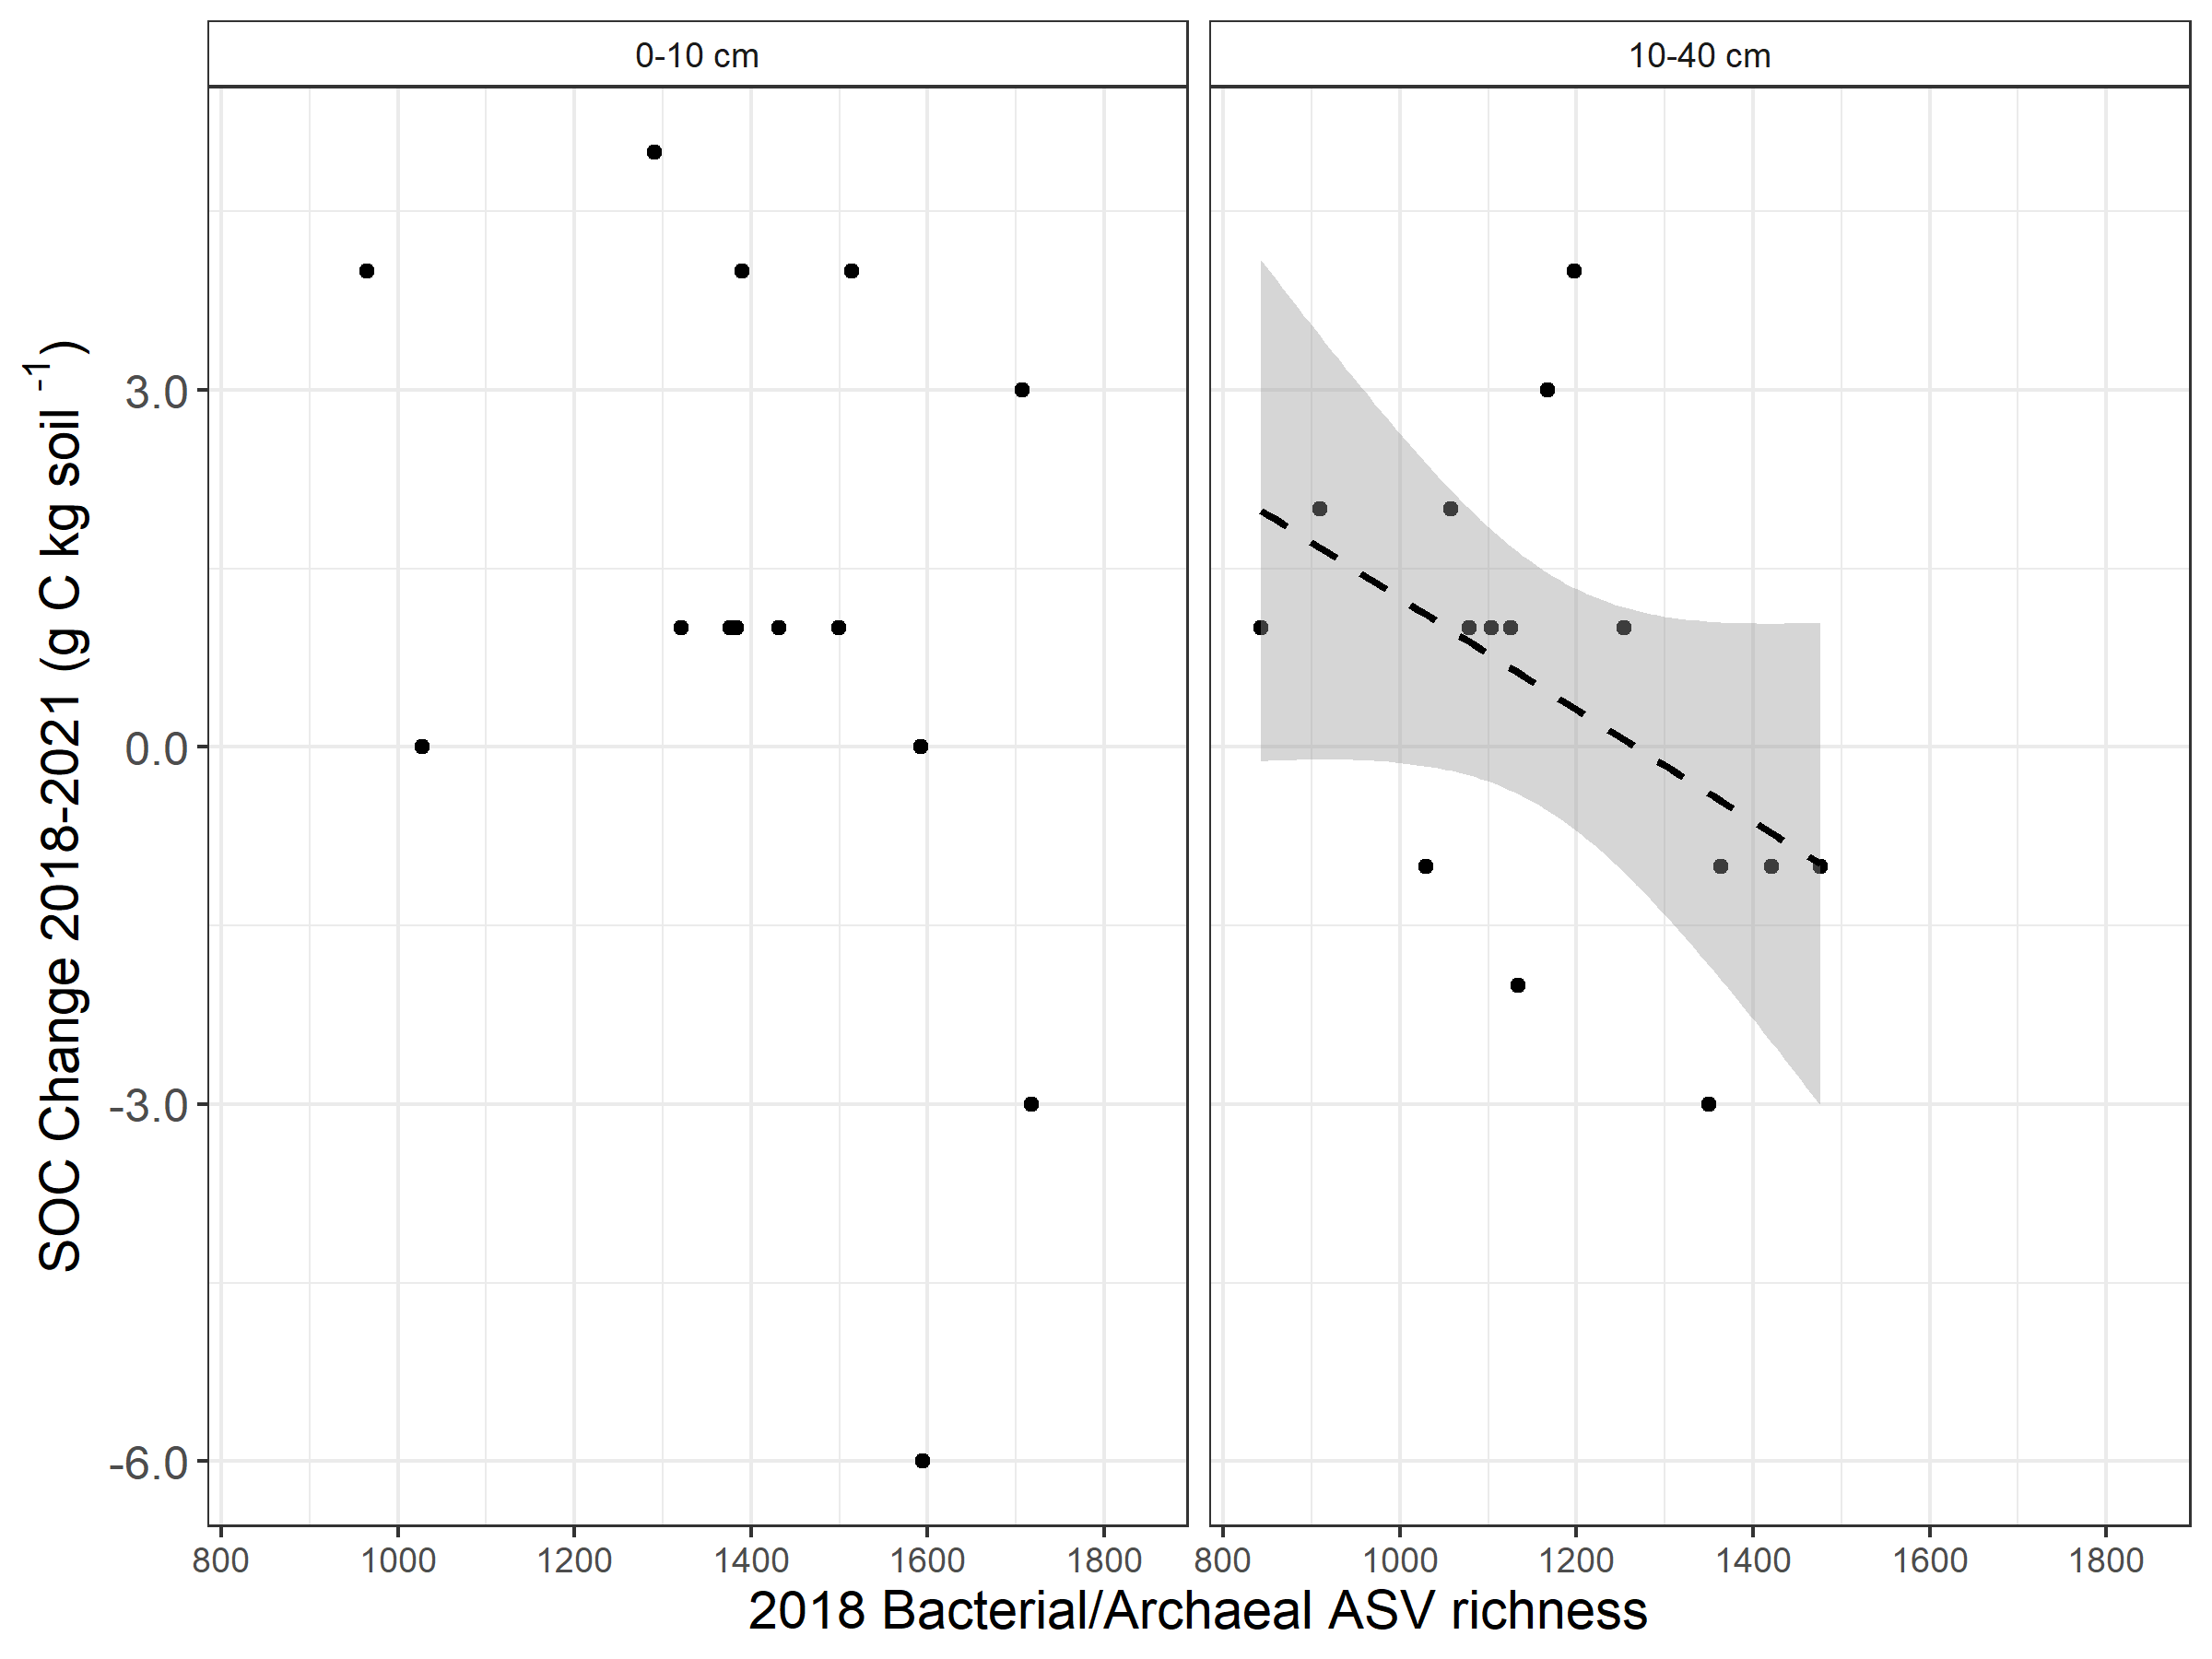 0-10 cm
10-40 cm
SOC Change 2018-2021 (g C kg soil -1)
3.0
0.0
-3.0
-6.0
800 1000 1200 1400 1600 1800
800 1000 1200 1400 1600 1800
2018 Bacterial/Archaeal ASV richness